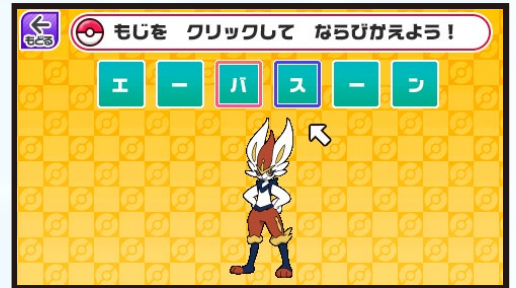 もどる
もじを クリックして ならびかえよう！
エーバスーン